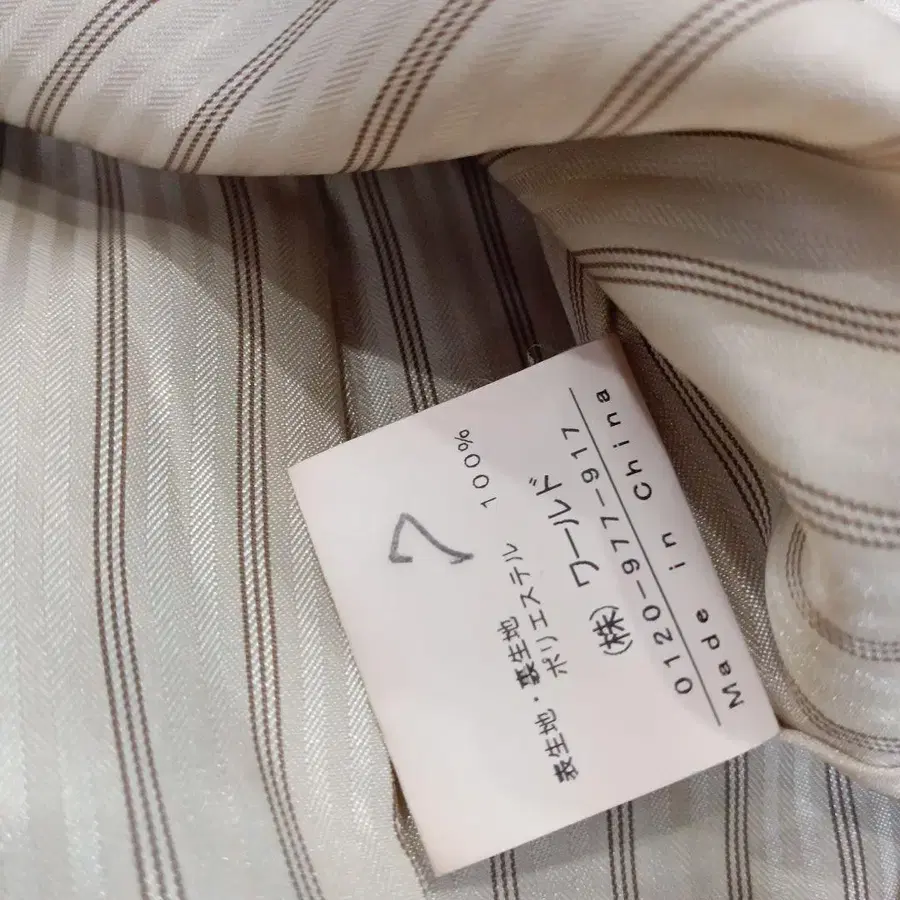 表生地・裏生地
ポリエステル 100%
(株) ワールド
0120-977-917
Made in China